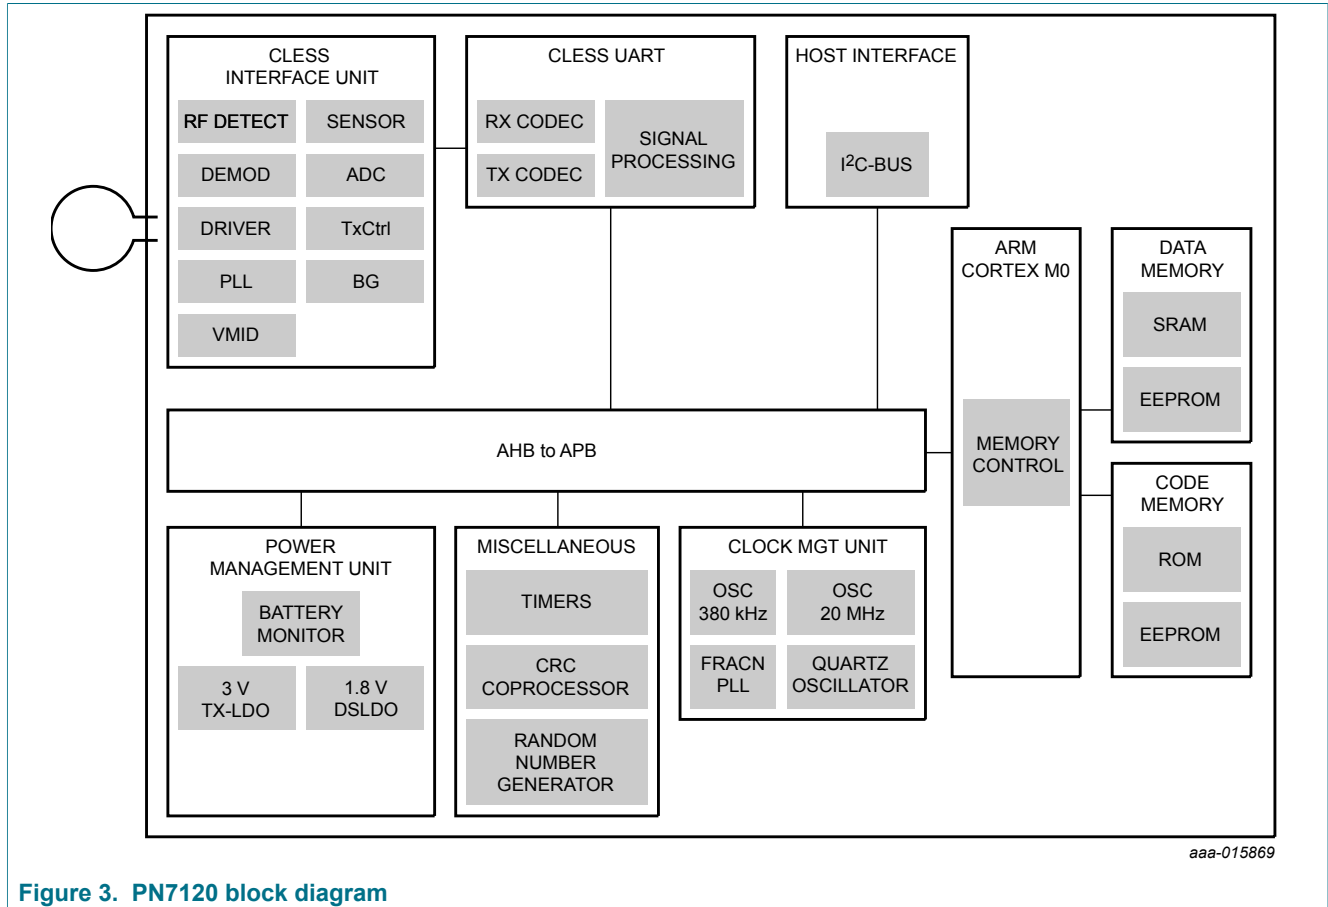 CLESS
INTERFACE UNIT
RF DETECT
SENSOR
DEMOD
ADC
DRIVER
TxCtrl
PLL
BG
VMID
CLESS UART
RX CODEC
TX CODEC
SIGNAL
PROCESSING
HOST INTERFACE
I²C-BUS
ARM
CORTEX M0
MEMORY
CONTROL
DATA
MEMORY
SRAM
EEPROM
CODE
MEMORY
ROM
EEPROM
AHB to APB
POWER
MANAGEMENT UNIT
BATTERY
MONITOR
3 V
TX-LDO
1.8 V
DSLDO
MISCELLANEOUS
TIMERS
CRC
COPROCESSOR
RANDOM
NUMBER
GENERATOR
CLOCK MGT UNIT
OSC
380 kHz
OSC
20 MHz
FRACN
PLL
QUARTZ
OSCILLATOR
aaa-015869
Figure 3. PN7120 block diagram